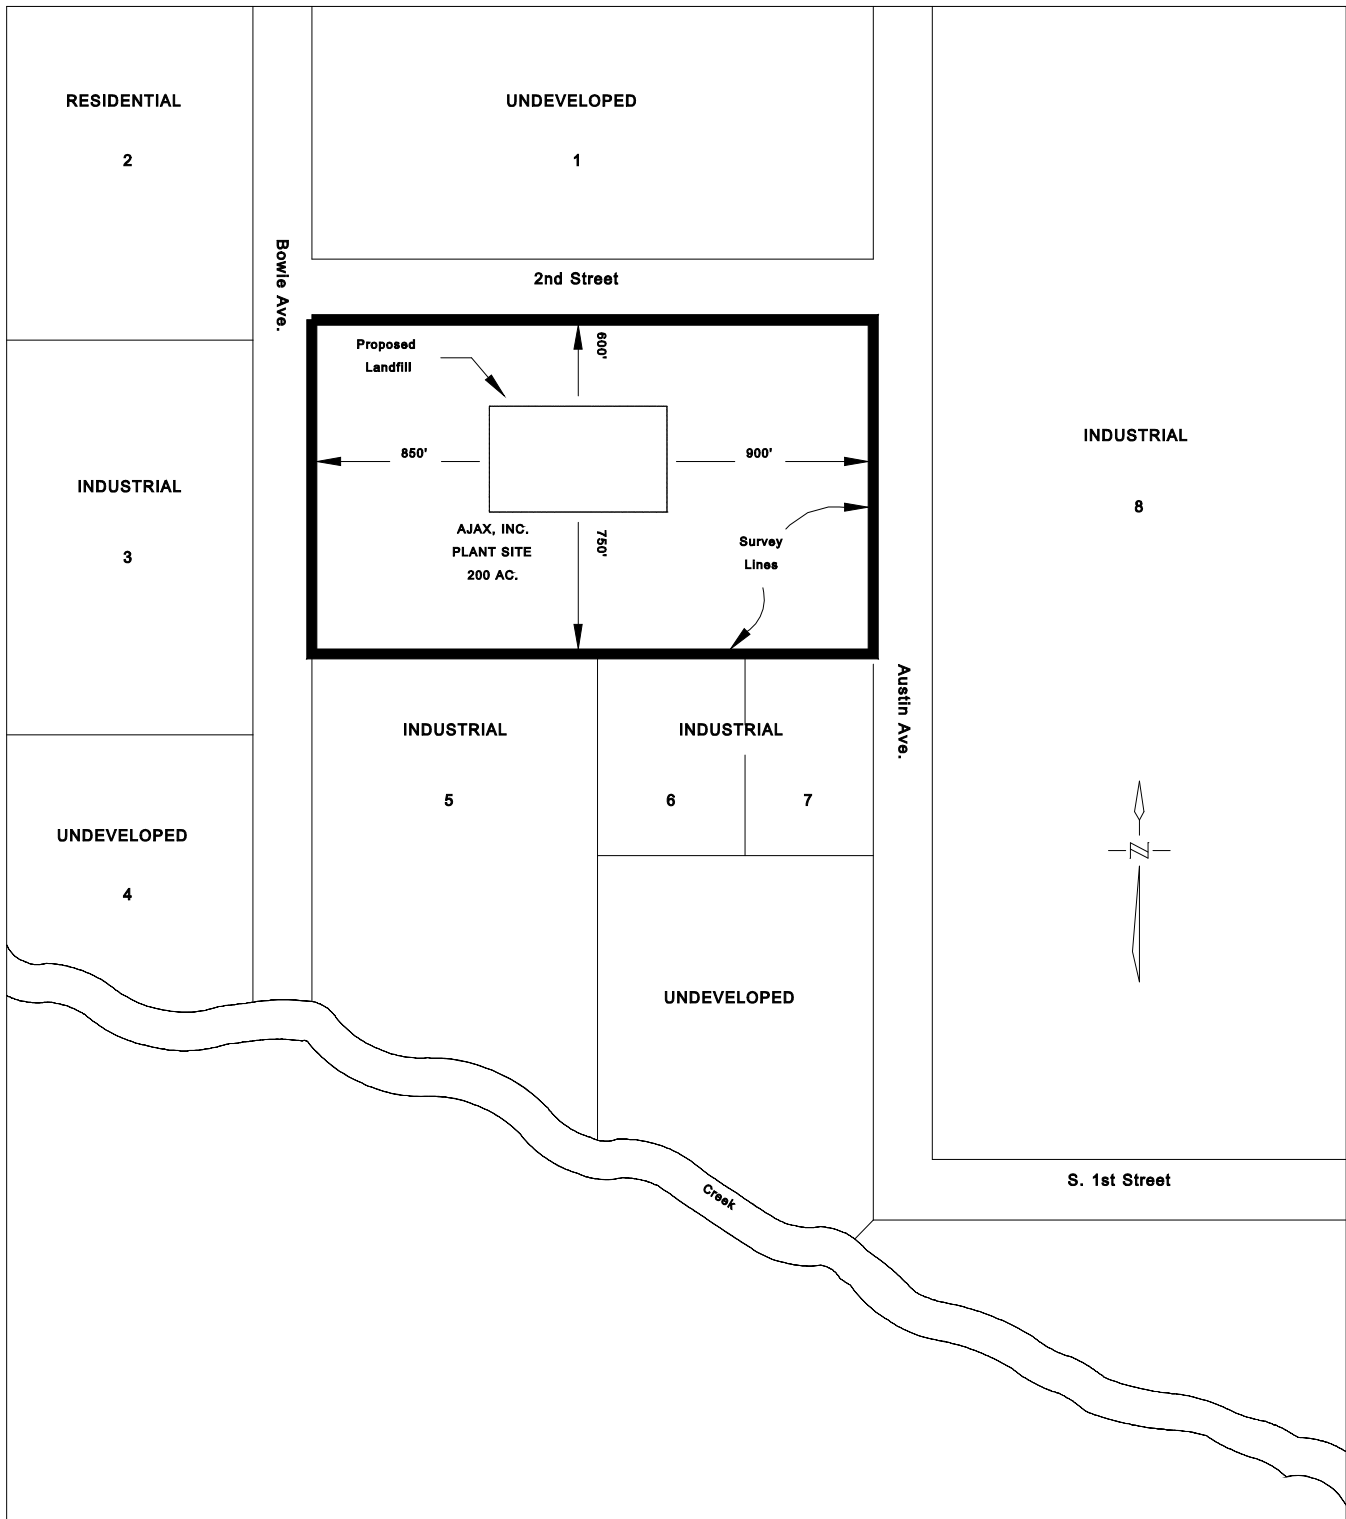 RESIDENTIAL
2
UNDEVELOPED
1
Bowie Ave.
2nd Street
Proposed
Landfill
600'
850'
900'
AJAX, INC.
PLANT SITE
200 AC.
750'
Survey
Lines
INDUSTRIAL
3
INDUSTRIAL
8
Austin Ave.
INDUSTRIAL
5
INDUSTRIAL
6
7
UNDEVELOPED
4
N
UNDEVELOPED
Creek
S. 1st Street